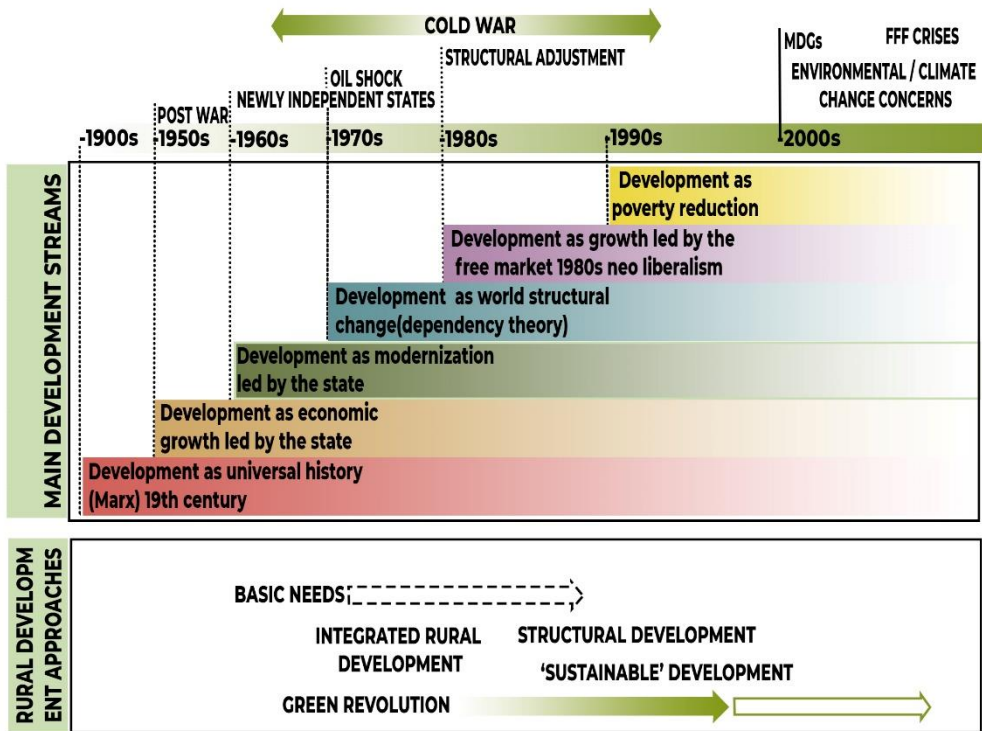 COLD WAR
MDGs FFF CRISES
STRUCTURAL ADJUSTMENT
OIL SHOCK
ENVIRONMENTAL / CLIMATE
CHANGE CONCERNS
NEWLY INDEPENDENT STATES
POST WAR
-1900s -1950s -1960s -1970s -1980s -1990s -2000s
MAIN DEVELOPMENT STREAMS
Development as
poverty reduction
Development as growth led by the
free market 1980s neo liberalism
Development as world structural
change(dependency theory)
Development as modernization
led by the state
Development as economic
growth led by the state
Development as universal history
(Marx) 19th century
RURAL DEVELOPM
ENT APPROACHES
BASIC NEEDS
INTEGRATED RURAL
DEVELOPMENT
STRUCTURAL DEVELOPMENT
‘SUSTAINABLE’ DEVELOPMENT
GREEN REVOLUTION